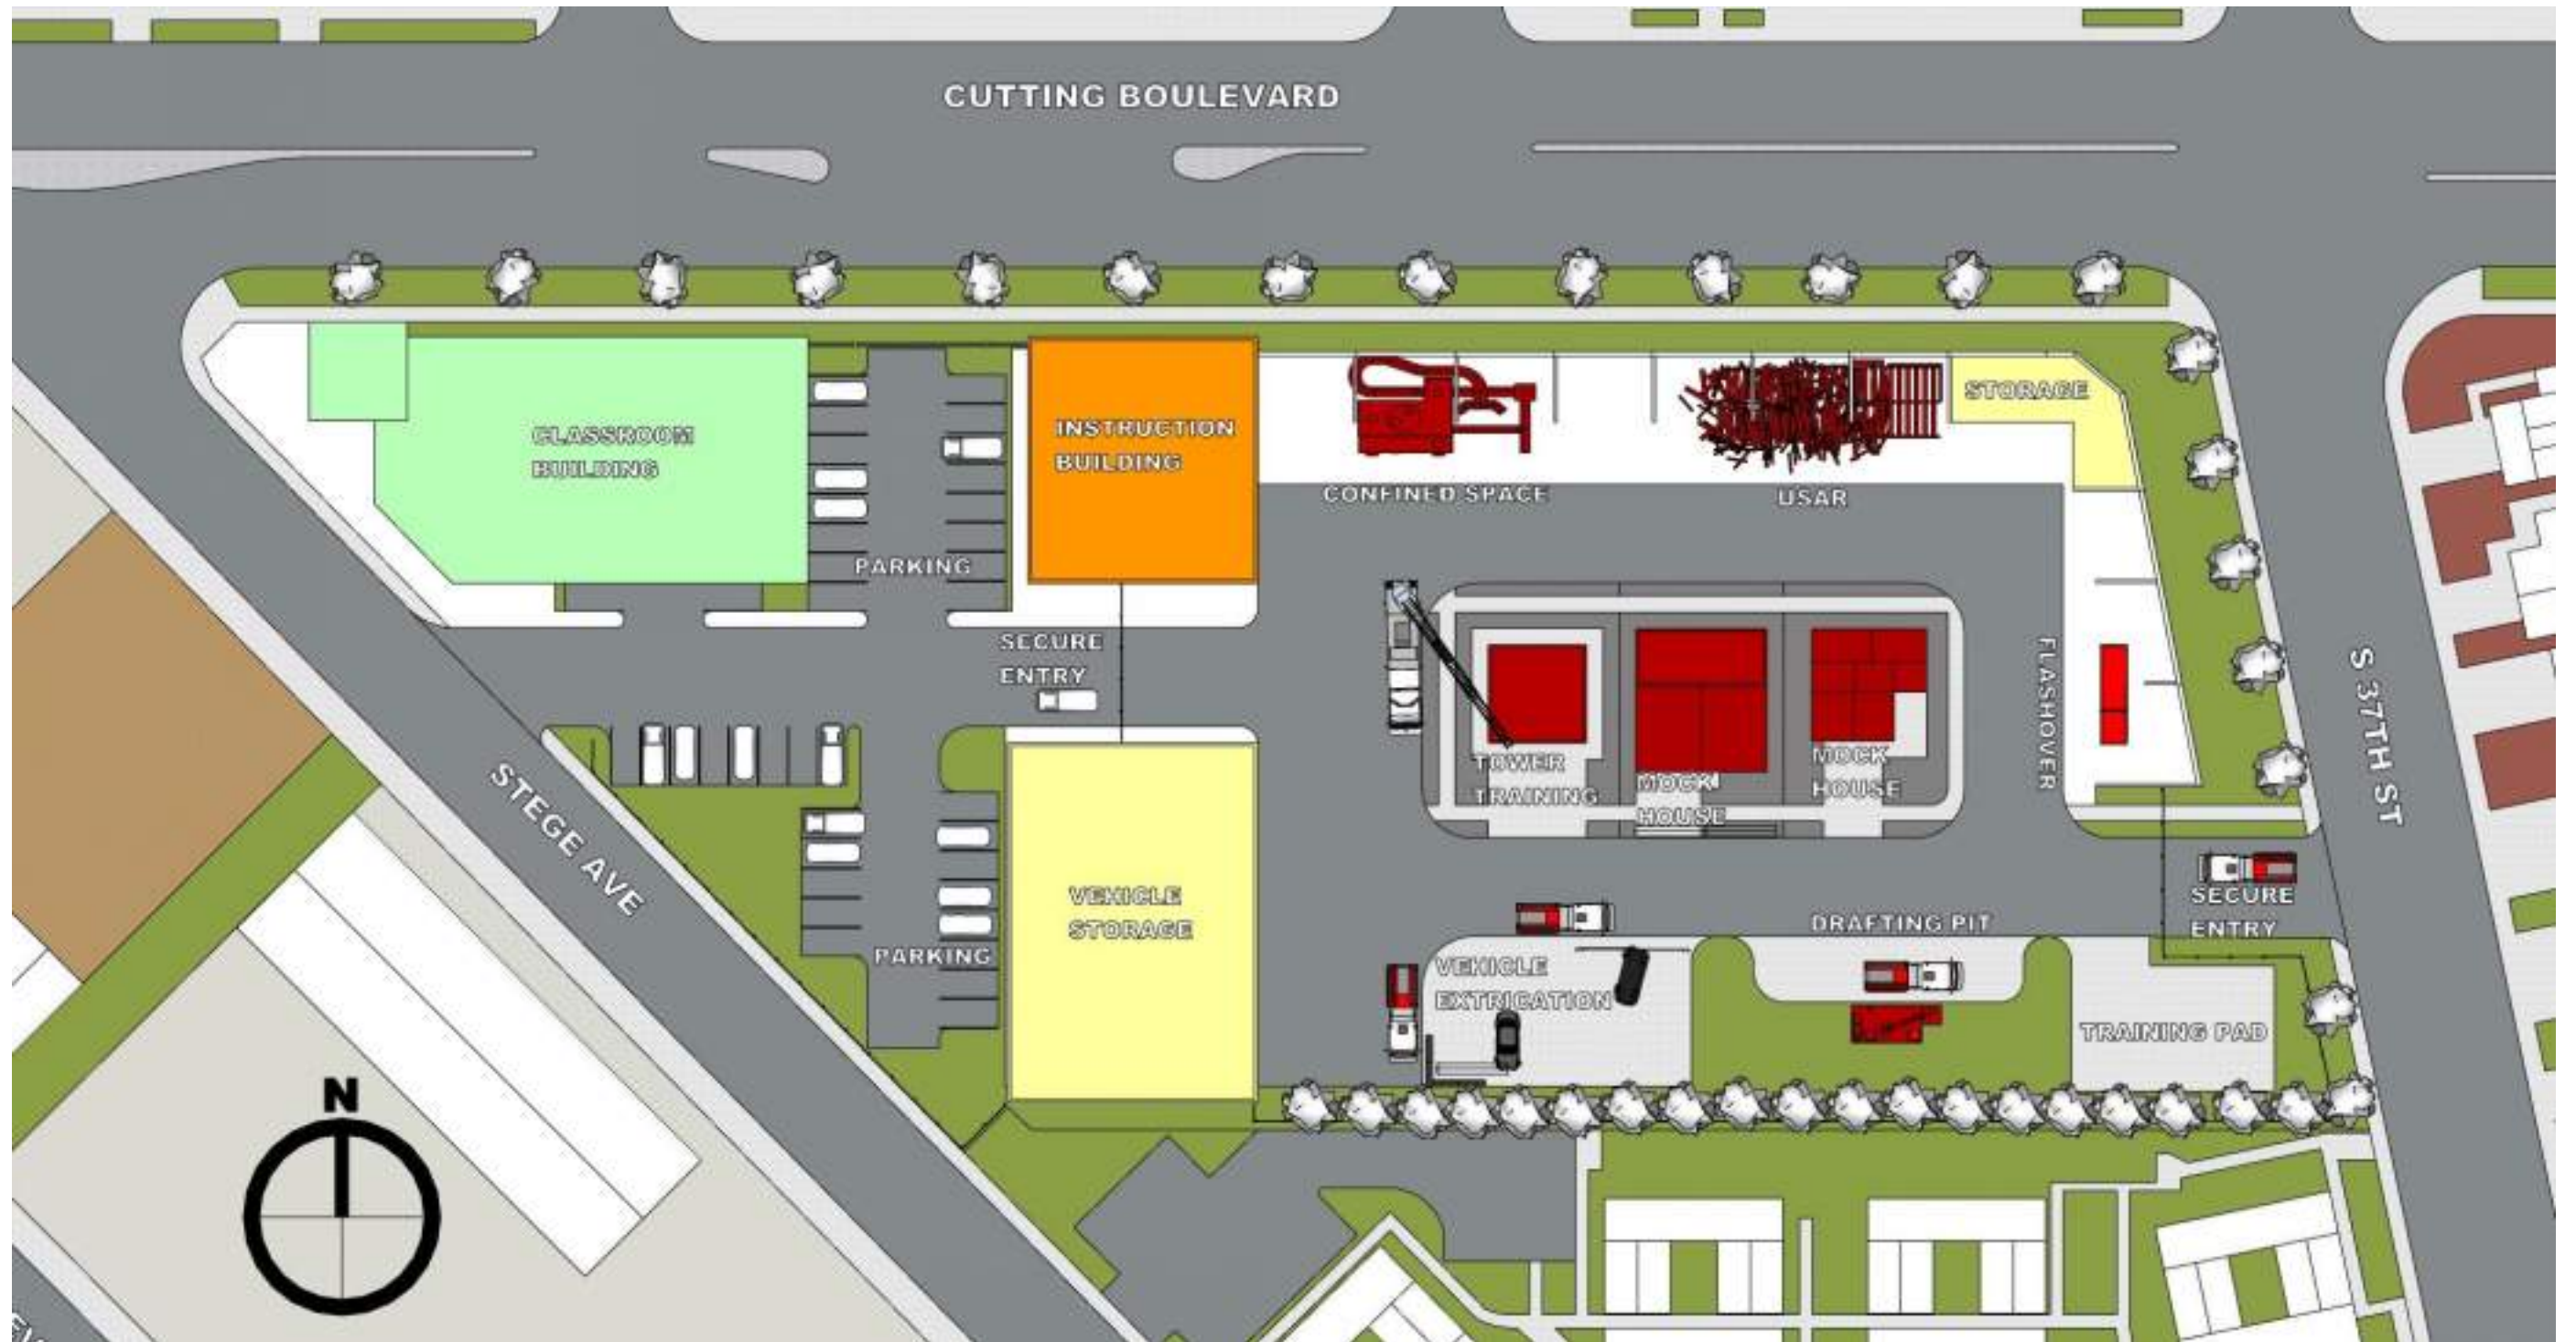 CUTTING BOULEVARD
CLASSROOM
BUILDING
INSTRUCTION
BUILDING
STORAGE
CONFINED SPACE
USAR
PARKING
SECURE
ENTRY
FLASHOVER
S 37TH ST
TOWER
TRAINING
MOCK
HOUSE
MOCK
HOUSE
STEGE AVE
VEHICLE
STORAGE
PARKING
SECURE
ENTRY
DRAFTING PIT
VEHICLE
EXTRICATION
TRAINING PAD
N